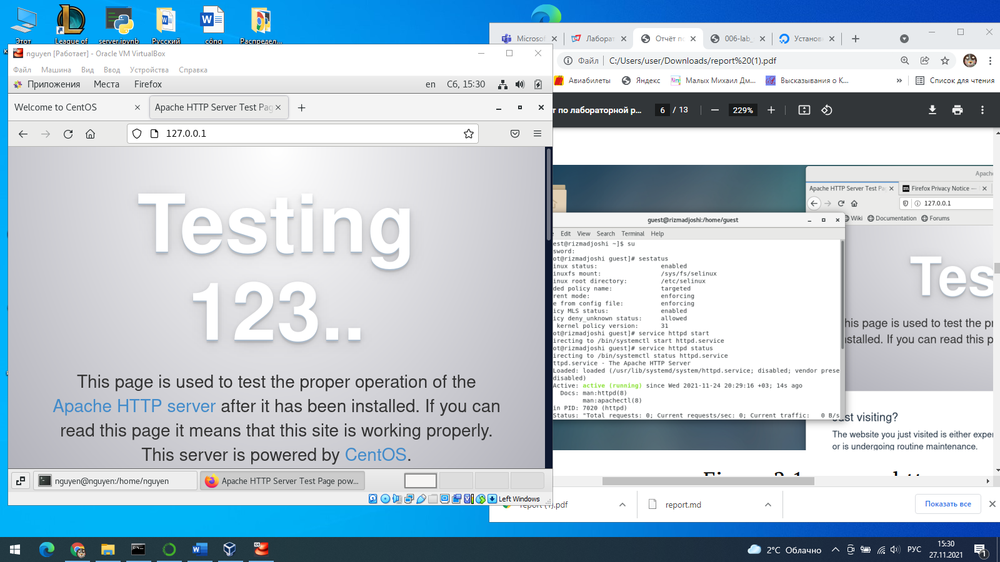 Этот
League of
server.ipynb
Русский
công
Распредел...
nguyen [Работает] - Oracle VM VirtualBox
Файл Машина Вид Ввод Устройства Справка
Приложения Места Firefox en Сб, 15:30
Welcome to CentOS
Apache HTTP Server Test Pag
127.0.0.1
Testing
123..
This page is used to test the proper operation of the
Apache HTTP server after it has been installed. If you can
read this page it means that this site is working properly.
This server is powered by CentOS.
nguyen@nguyen:/home/nguyen
Apache HTTP Server Test Page pow...
Left Windows
Microsof
Лаборат
Отчёт по
006-lab_
Установ
Файл C:/Users/user/Downloads/report%20(1).pdf
Авиабилеты Яндекс Малых Михаил Дм... Высказывания о К... » Список для чтения
т по лабораторной р... 6 / 13 229%
Apache
Apache HTTP Server Test Pa
Firefox Privacy Notice —
127.0.0.1
Wiki Documentation Forums
guest@rizmadjoshi:/home/guest
Edit View Search Terminal Help
est@rizmadjoshi ~]$ su
sword:
ot@rizmadjoshi guest]# sestatus
inux status: enabled
inuxfs mount: /sys/fs/selinux
inux root directory: /etc/selinux
ded policy name: targeted
rent mode: enforcing
e from config file: enforcing
icy MLS status: enabled
icy deny_unknown status: allowed
kernel policy version: 31
ot@rizmadjoshi guest]# service httpd start
irecting to /bin/systemctl start httpd.service
ot@rizmadjoshi guest]# service httpd status
irecting to /bin/systemctl status httpd.service
ttpd.service - The Apache HTTP Server
Loaded: loaded (/usr/lib/systemd/system/httpd.service; disabled; vendor prese
disabled)
Active: active (running) since Wed 2021-11-24 20:29:16 +03; 14s ago
Docs: man:httpd(8)
man:apachectl(8)
in PID: 7020 (httpd)
Status: "Total requests: 0; Current requests/sec: 0; Current traffic: 0 B/s
Tes
his page is used to test the pr
nstalled. If you can read this p
Just visiting?
The website you just visited is either expe
or is undergoing routine maintenance.
report (1).pdf
report.md
Показать все
2°C Облачно
РУС
15:30
27.11.2021
1